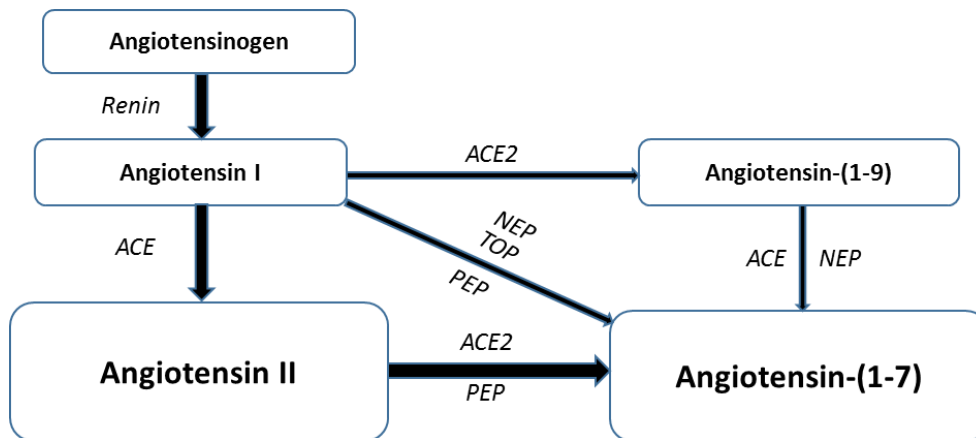 Angiotensinogen
Renin
Angiotensin I
ACE2
Angiotensin-(1-9)
NEP
TOP
PEP
ACE
ACE
NEP
Angiotensin II
ACE2
PEP
Angiotensin-(1-7)